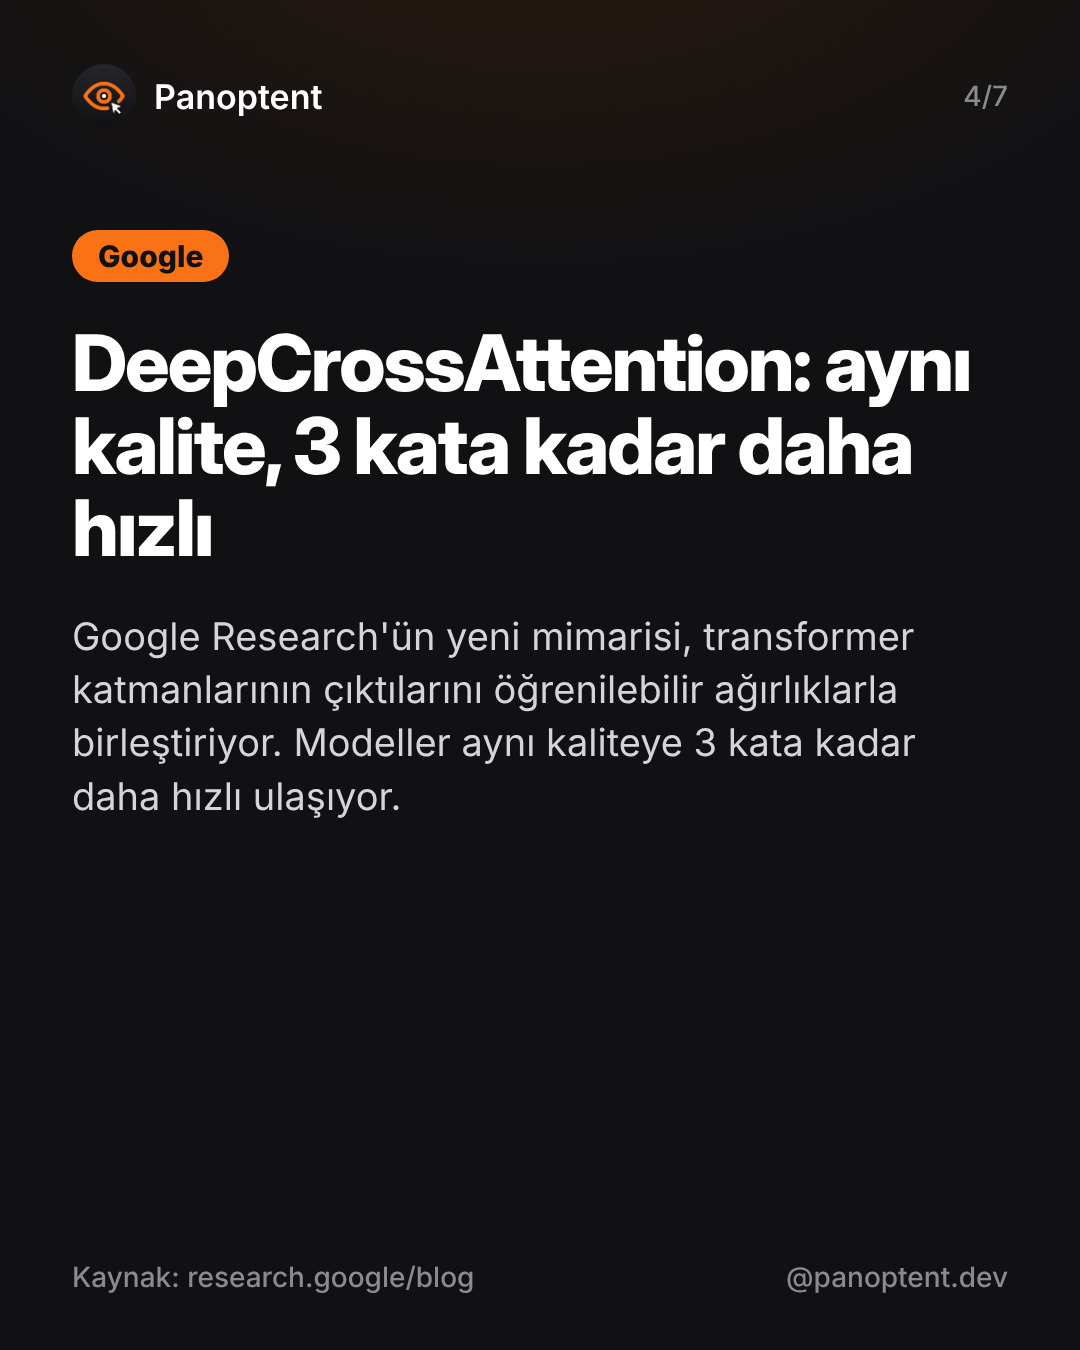 Panoptent
4/7
Google
DeepCrossAttention: aynı
kalite, 3 kata kadar daha
hızlı
Google Research'ün yeni mimarisi, transformer
katmanlarının çıktılarını öğrenilebilir ağırlıklarla
birleştiriyor. Modeller aynı kaliteye 3 kata kadar
daha hızlı ulaşıyor.
Kaynak: research.google/blog
@panoptent.dev